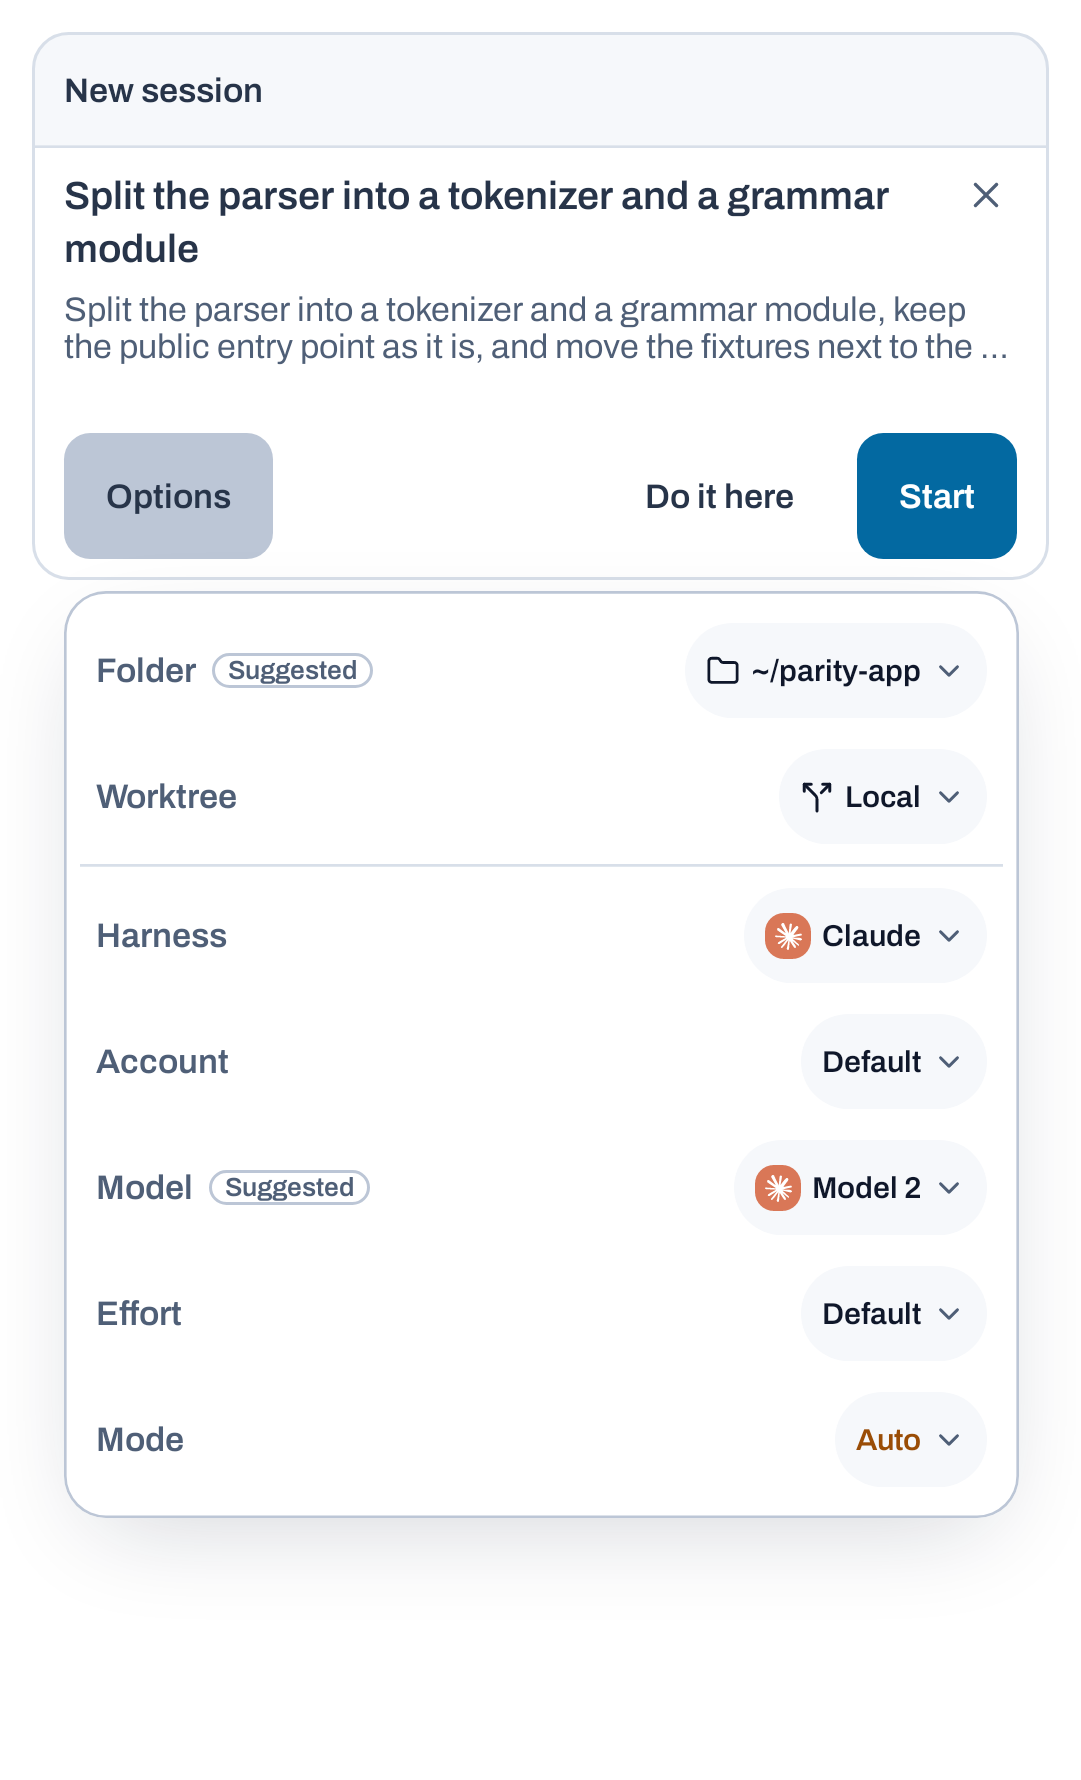 New session
Split the parser into a tokenizer and a grammar
module
Split the parser into a tokenizer and a grammar module, keep
the public entry point as it is, and move the fixtures next to the ...
Options
Do it here
Start
Folder Suggested ~/parity-app
Worktree Local
Harness Claude
Account Default
Model Suggested Model 2
Effort Default
Mode Auto